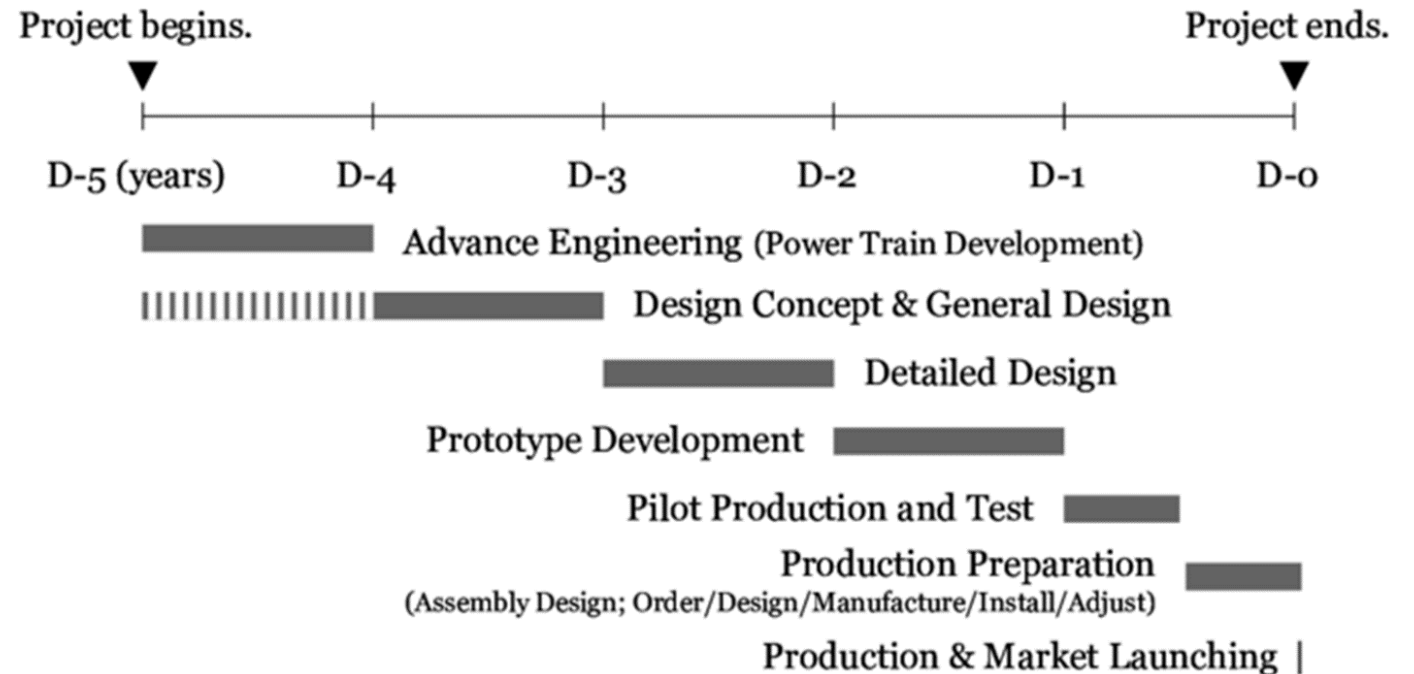 Project begins.
Project ends.
D-5 (years)
D-4
D-3
D-2
D-1
D-0
Advance Engineering (Power Train Development)
Design Concept & General Design
Detailed Design
Prototype Development
Pilot Production and Test
Production Preparation
(Assembly Design; Order/Design/Manufacture/Install/Adjust)
Production & Market Launching